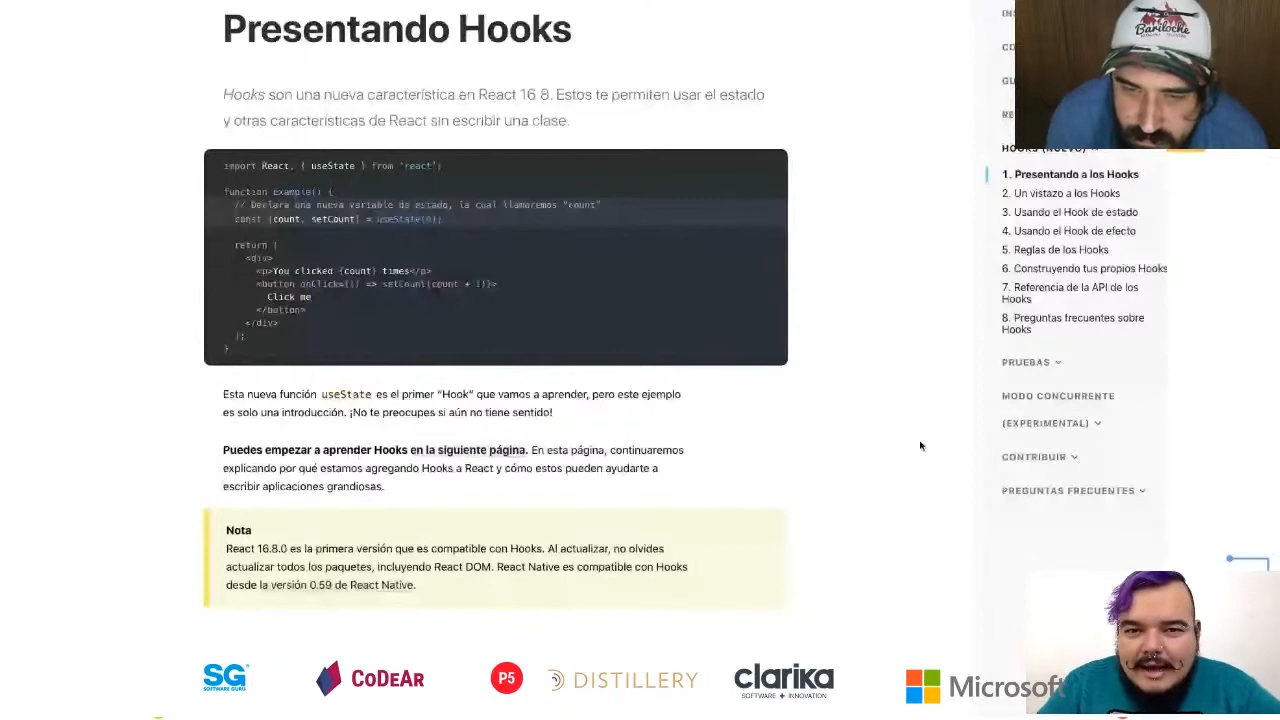 Presentando Hooks
Hooks son una nueva característica en React 16 8. Estos te permiten usar el estado
y otras características de React sin escribir una clase.
import React, { useState } from 'react';
function Example() {
// Declara una nueva variable de estado, la cual llamaremos "count"
const [count, setCount] = useState(0);
return (
<div>
<p>You clicked {count} times</p>
<button onClick={() => setCount(count + 1)}>
Click me
</button>
</div>
);
}
Esta nueva función useState es el primer "Hook" que vamos a aprender, pero este ejemplo
es solo una introducción. ¡No te preocupes si aún no tiene sentido!
Puedes empezar a aprender Hooks en la siguiente página. En esta página, continuaremos
explicando por qué estamos agregando Hooks a React y cómo estos pueden ayudarte a
escribir aplicaciones grandiosas.
Nota
React 16.8.0 es la primera versión que es compatible con Hooks. Al actualizar, no olvides
actualizar todos los paquetes, incluyendo React DOM. React Native es compatible con Hooks
desde la versión 0.59 de React Native.
Bariloche
HOOKS (NUEVO)
1. Presentando a los Hooks
2. Un vistazo a los Hooks
3. Usando el Hook de estado
4. Usando el Hook de efecto
5. Reglas de los Hooks
6. Construyendo tus propios Hooks
7. Referencia de la API de los
Hooks
8. Preguntas frecuentes sobre
Hooks
PRUEBAS
MODO CONCURRENTE
(EXPERIMENTAL)
CONTRIBUIR
PREGUNTAS FRECUENTES
SG
SOFTWARE GURU
CODEAR
P5
DISTILLERY
clarika
SOFTWARE + INNOVATION
Microsoft